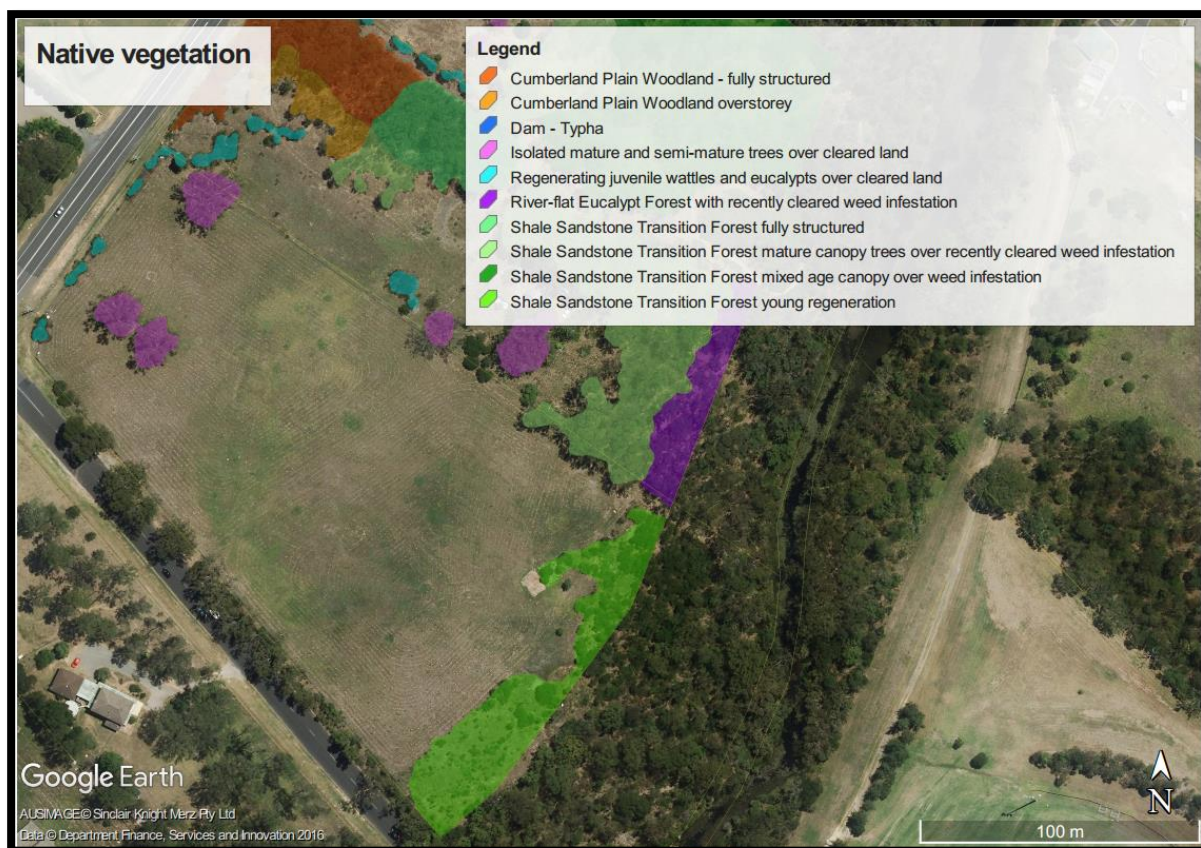 Native vegetation
Legend
Cumberland Plain Woodland - fully structured
Cumberland Plain Woodland overstorey
Dam - Typha
Isolated mature and semi-mature trees over cleared land
Regenerating juvenile wattles and eucalypts over cleared land
River-flat Eucalypt Forest with recently cleared weed infestation
Shale Sandstone Transition Forest fully structured
Shale Sandstone Transition Forest mature canopy trees over recently cleared weed infestation
Shale Sandstone Transition Forest mixed age canopy over weed infestation
Shale Sandstone Transition Forest young regeneration
Google Earth
AUSIMAGE© Sinclair Knight Merz Pty Ltd
Data © Department Finance, Services and Innovation 2016
N
100 m